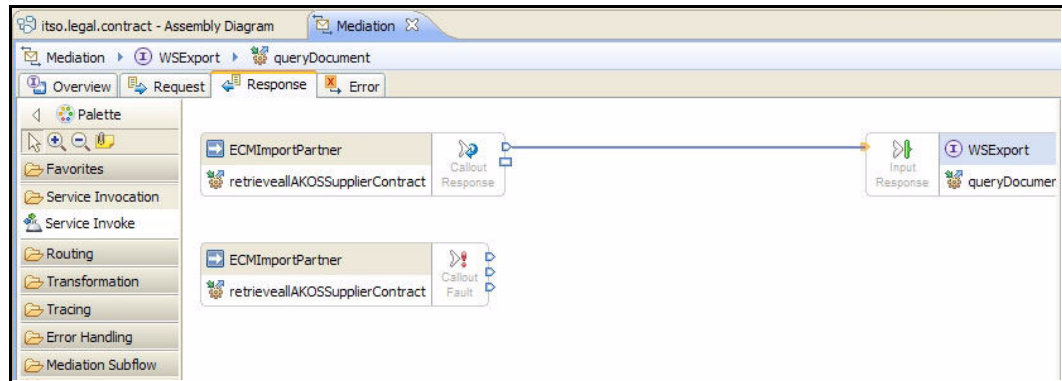 itso.legal.contract - Assembly Diagram Mediation
Mediation WSExport queryDocument
Overview Request Response Error
Palette
Favorites
Service Invocation
Service Invoke
Routing
Transformation
Tracing
Error Handling
Mediation Subflow
ECMImportPartner
retrieveallAKOSSupplierContract
Callout
Response
ECMImportPartner
retrieveallAKOSSupplierContract
Callout
Fault
Input
Response
WSExport
queryDocumer